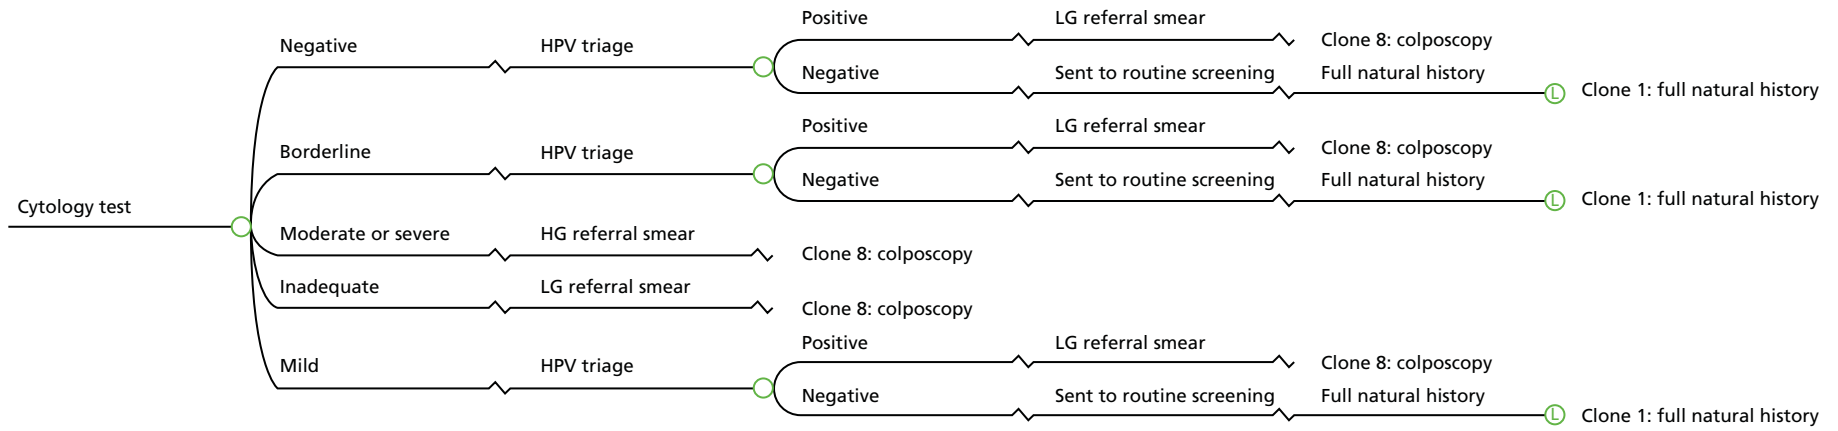 Cytology test
Negative
HPV triage
Positive
LG referral smear
Clone 8: colposcopy
Negative
Sent to routine screening
Full natural history
L
Clone 1: full natural history
Borderline
HPV triage
Positive
LG referral smear
Clone 8: colposcopy
Negative
Sent to routine screening
Full natural history
L
Clone 1: full natural history
Moderate or severe
HG referral smear
Clone 8: colposcopy
Inadequate
LG referral smear
Clone 8: colposcopy
Mild
HPV triage
Positive
LG referral smear
Clone 8: colposcopy
Negative
Sent to routine screening
Full natural history
L
Clone 1: full natural history